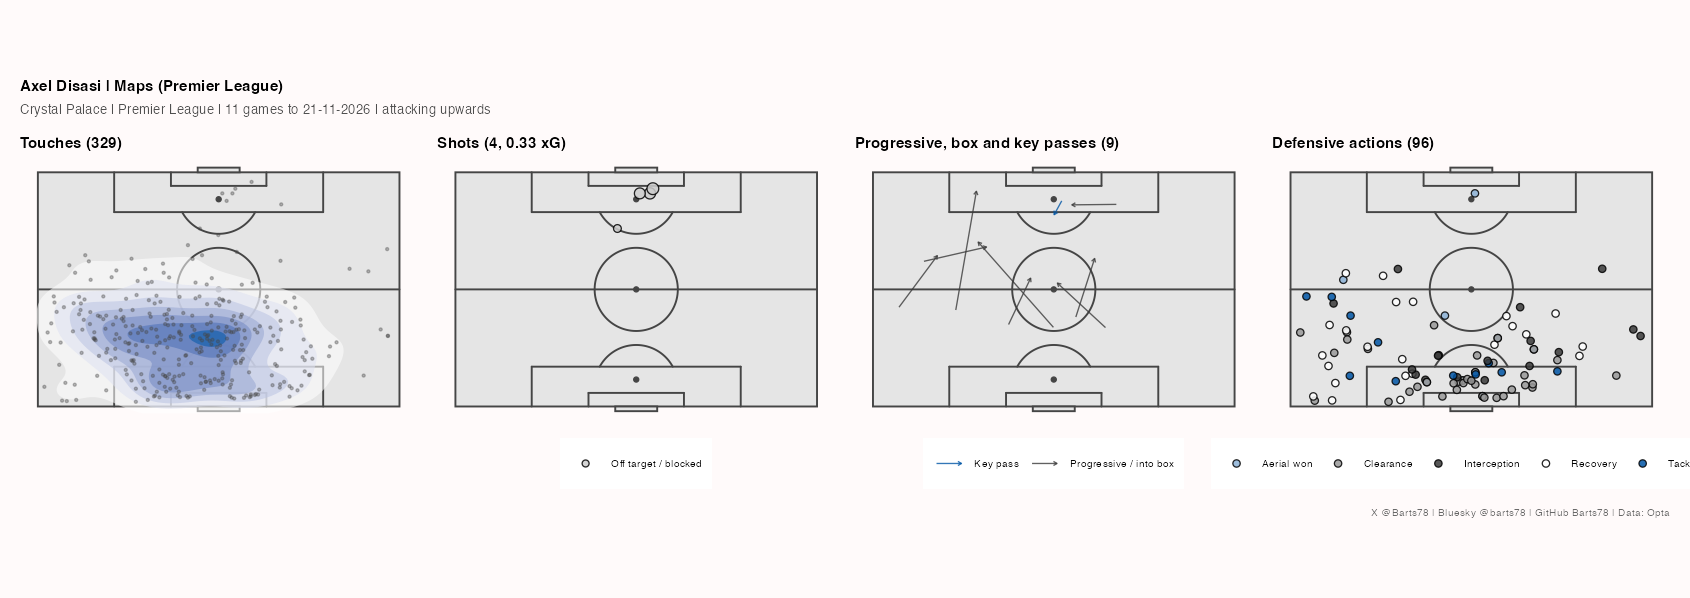 Axel Disasi | Maps (Premier League)
Crystal Palace | Premier League | 11 games to 21-11-2026 | attacking upwards
Touches (329)
Shots (4, 0.33 xG)
Progressive, box and key passes (9)
Defensive actions (96)
Off target / blocked
Key pass
Progressive / into box
Aerial won
Clearance
Interception
Recovery
Tack
X @Barts78 | Bluesky @barts78 | GitHub Barts78 | Data: Opta